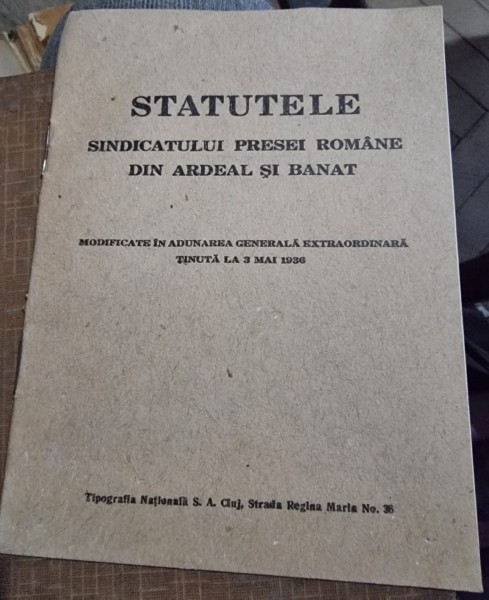 STATUTELE
SINDICATULUI PRESEI ROMÂNE
DIN ARDEAL ȘI BANAT
MODIFICATE ÎN ADUNAREA GENERALĂ EXTRAORDINARĂ
ȚINUTĂ LA 3 MAI 1936
Tipografia Națională S. A. Cluj, Strada Regina Maria No. 36